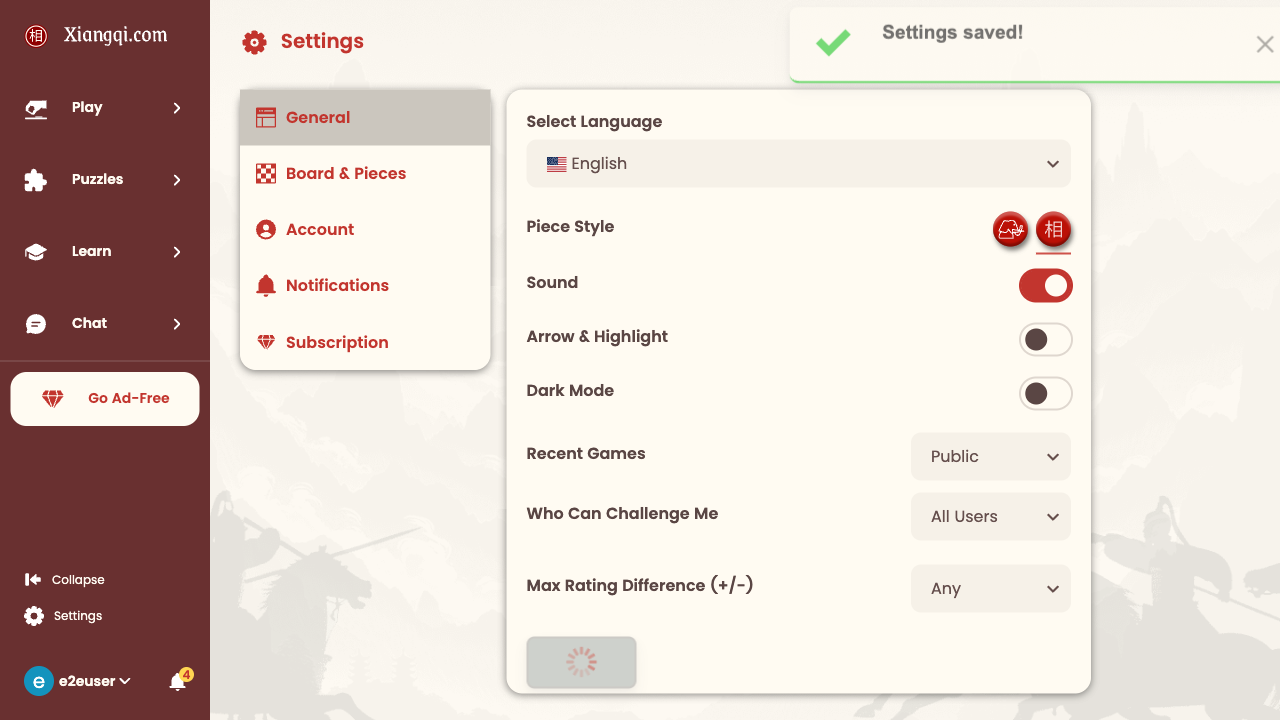 相 Xiangqi.com
Play
Puzzles
Learn
Chat
Go Ad-Free
Collapse
Settings
e e2euser
4
Settings
Settings saved!
General
Board & Pieces
Account
Notifications
Subscription
Select Language
English
Piece Style
相
Sound
Arrow & Highlight
Dark Mode
Recent Games
Public
Who Can Challenge Me
All Users
Max Rating Difference (+/-)
Any